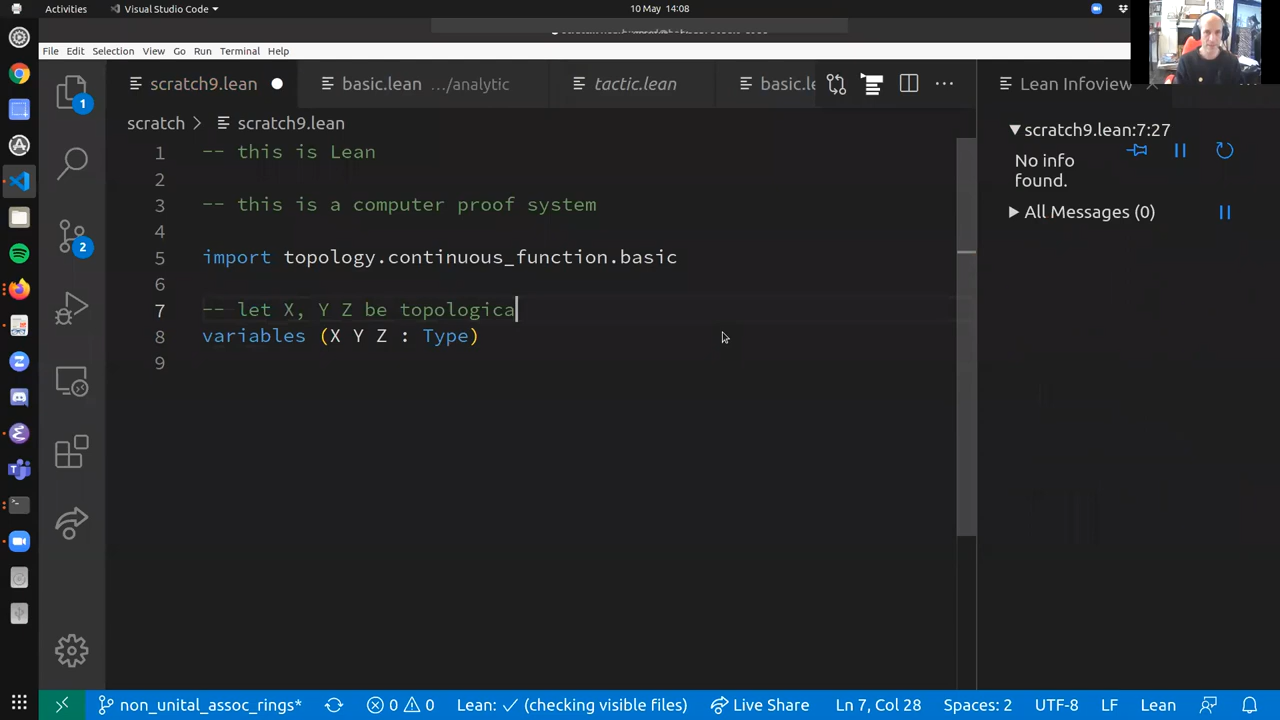 Activities
Visual Studio Code
10 May 14:08
File Edit Selection View Go Run Terminal Help
scratch9.lean
basic.lean …/analytic
tactic.lean
basic.le
Lean Infoview
scratch > scratch9.lean
1 -- this is Lean
2
3 -- this is a computer proof system
4
5 import topology.continuous_function.basic
6
7 -- let X, Y Z be topologica
8 variables (X Y Z : Type)
9
scratch9.lean:7:27
No info
found.
All Messages (0)
1
2
non_unital_assoc_rings*
0 0
Lean: ✓ (checking visible files)
Live Share
Ln 7, Col 28
Spaces: 2
UTF-8
LF
Lean